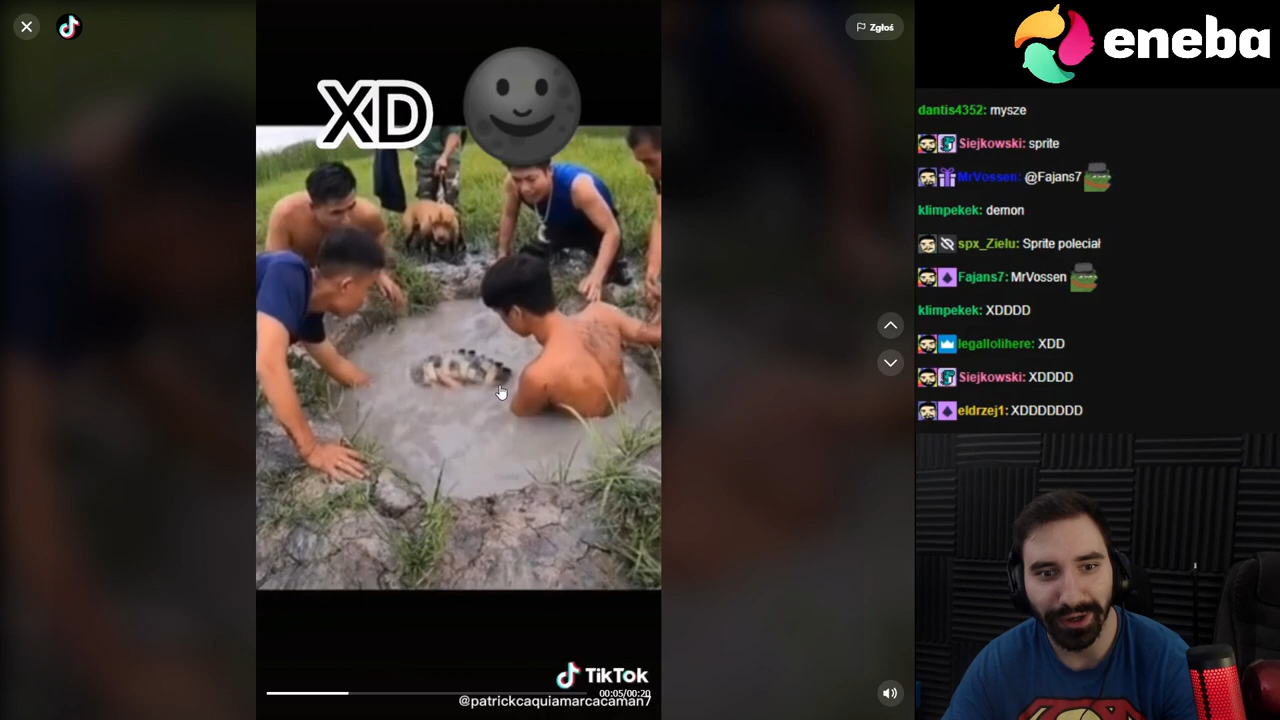 Zgłoś
XD
TikTok
00:05/00:20
@patrickcaquiamarcacaman7
eneba
dantis4352: mysze
Siejkowski: sprite
MrVossen: @Fajans7
klimpekek: demon
spx_Zielu: Sprite poleciał
Fajans7: MrVossen
klimpekek: XDDDD
legallolihere: XDD
Siejkowski: XDDDD
eldrzej1: XDDDDDDD